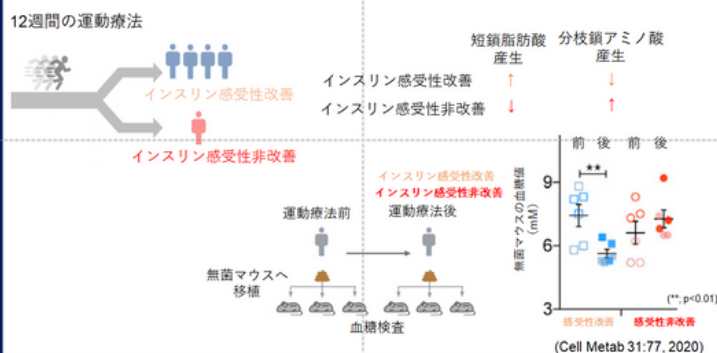 12週間の運動療法
インスリン感受性改善
インスリン感受性非改善
短鎖脂肪酸
産生
分枝鎖アミノ酸
産生
インスリン感受性改善 ↑ ↓
インスリン感受性非改善 ↓ ↑
インスリン感受性改善
インスリン感受性非改善
運動療法前
運動療法後
無菌マウスへ
移植
血糖検査
無菌マウスの血糖値
(mM)
前 後 前 後
**
9
6
3
(**; p<0.01)
感受性改善
感受性非改善
(Cell Metab 31:77, 2020)